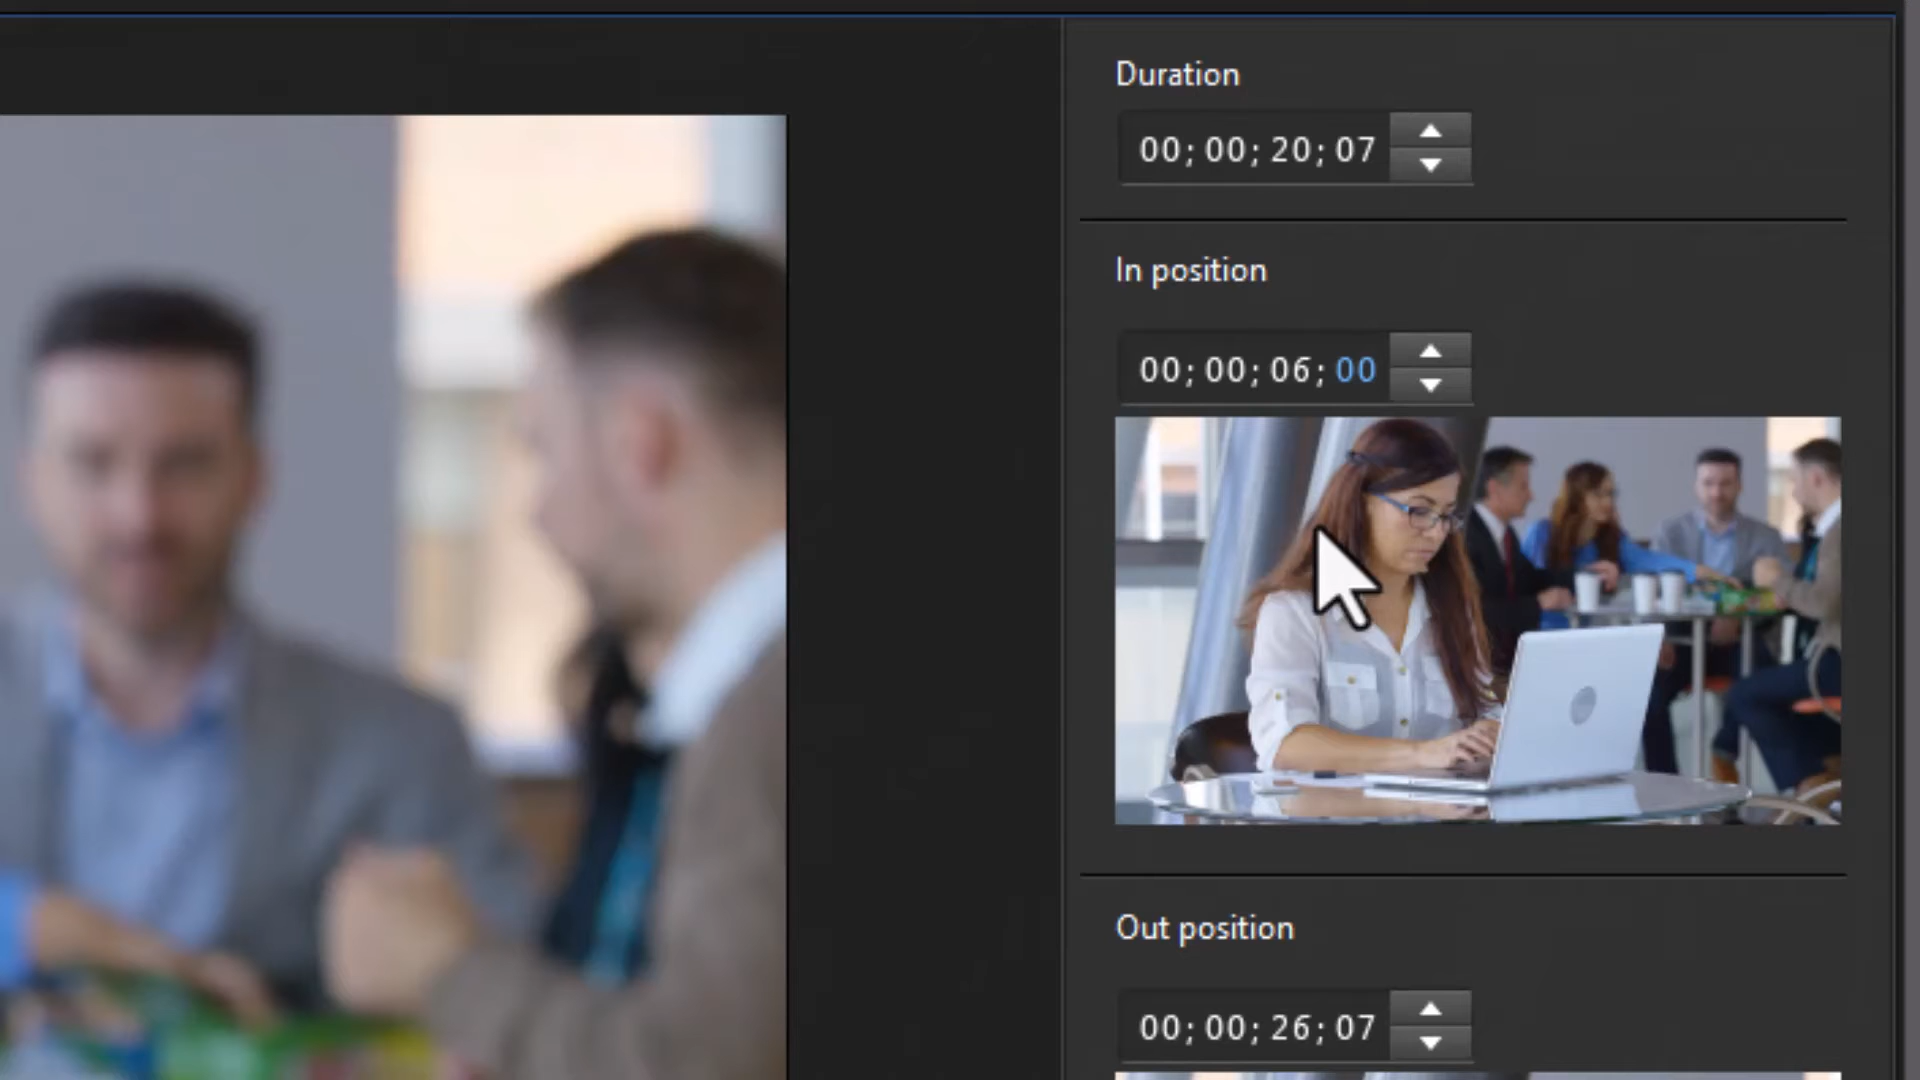 Duration
00; 00; 20; 07
In position
00; 00; 06; 00
Out position
00; 00; 26; 07